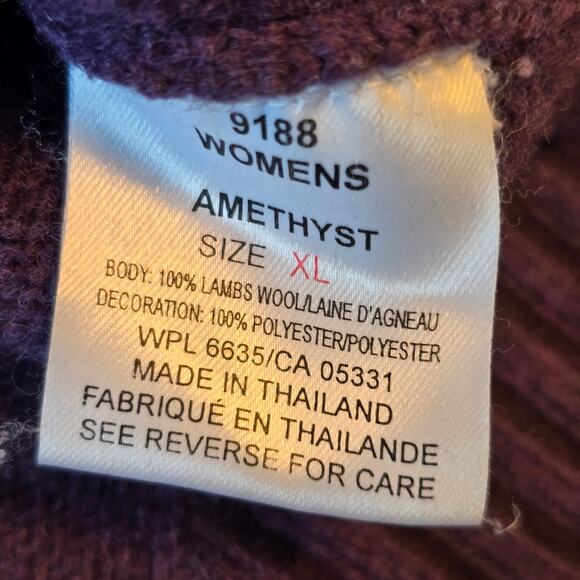 9188
WOMENS
AMETHYST
SIZE XL
BODY: 100% LAMBS WOOL/LAINE D'AGNEAU
DECORATION: 100% POLYESTER/POLYESTER
WPL 6635/CA 05331
MADE IN THAILAND
FABRIQUÉ EN THAILANDE
SEE REVERSE FOR CARE